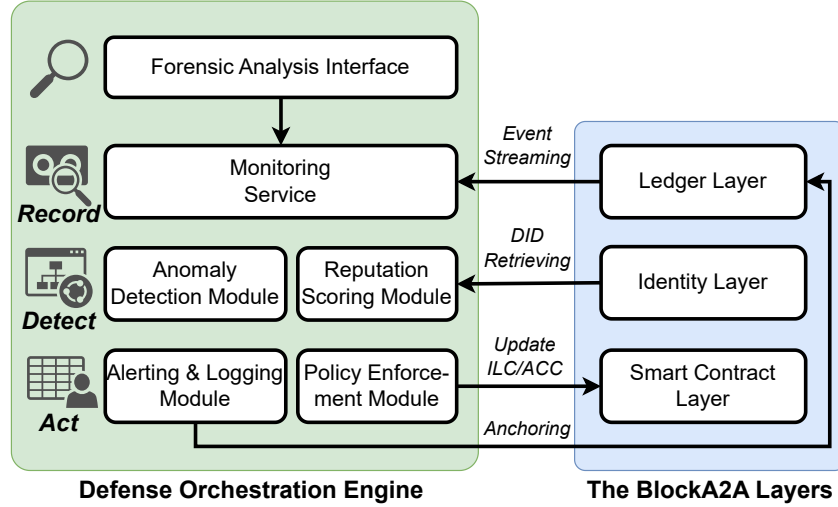 Forensic Analysis Interface
Monitoring
Service
Record
Event
Streaming
Ledger Layer
Anomaly
Detection Module
Reputation
Scoring Module
Detect
DID
Retrieving
Identity Layer
Alerting & Logging
Module
Policy Enforce-
ment Module
Act
Update
ILC/ACC
Smart Contract
Layer
Anchoring
Defense Orchestration Engine
The BlockA2A Layers